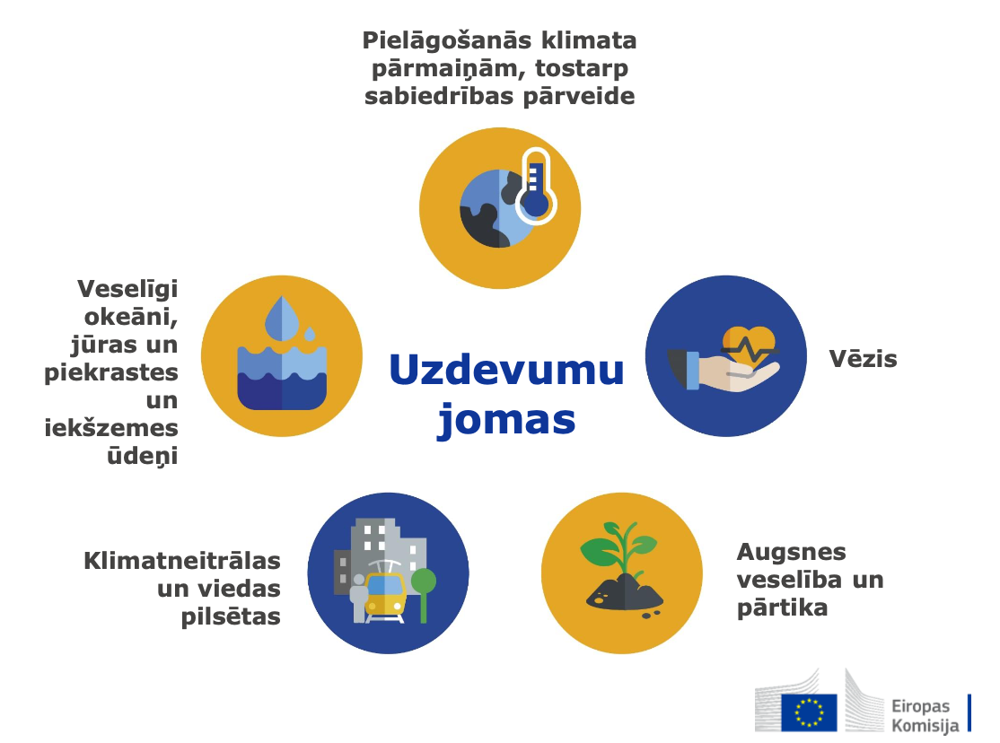 Pielāgošanās klimata
pārmaiņām, tostarp
sabiedrības pārveide
Veselīgi
okeāni,
jūras un
piekrastes
un
iekšzemes
ūdeņi
Uzdevumu
jomas
Vēzis
Klimatneitrālas
un viedas
pilsētas
Augsnes
veselība un
pārtika
Eiropas
Komisija